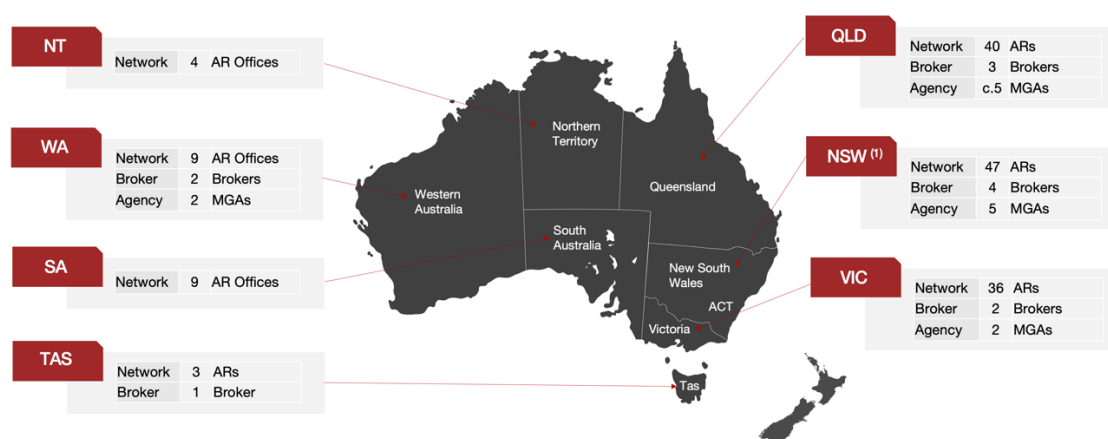 NT
Network 4 AR Offices
WA
Network 9 AR Offices
Broker 2 Brokers
Agency 2 MGAs
SA
Network 9 AR Offices
TAS
Network 3 ARs
Broker 1 Broker
Northern
Territory
Western
Australia
Queensland
South
Australia
New South
Wales
ACT
Victoria
Tas
QLD
Network 40 ARs
Broker 3 Brokers
Agency c.5 MGAs
NSW (1)
Network 47 ARs
Broker 4 Brokers
Agency 5 MGAs
VIC
Network 36 ARs
Broker 2 Brokers
Agency 2 MGAs